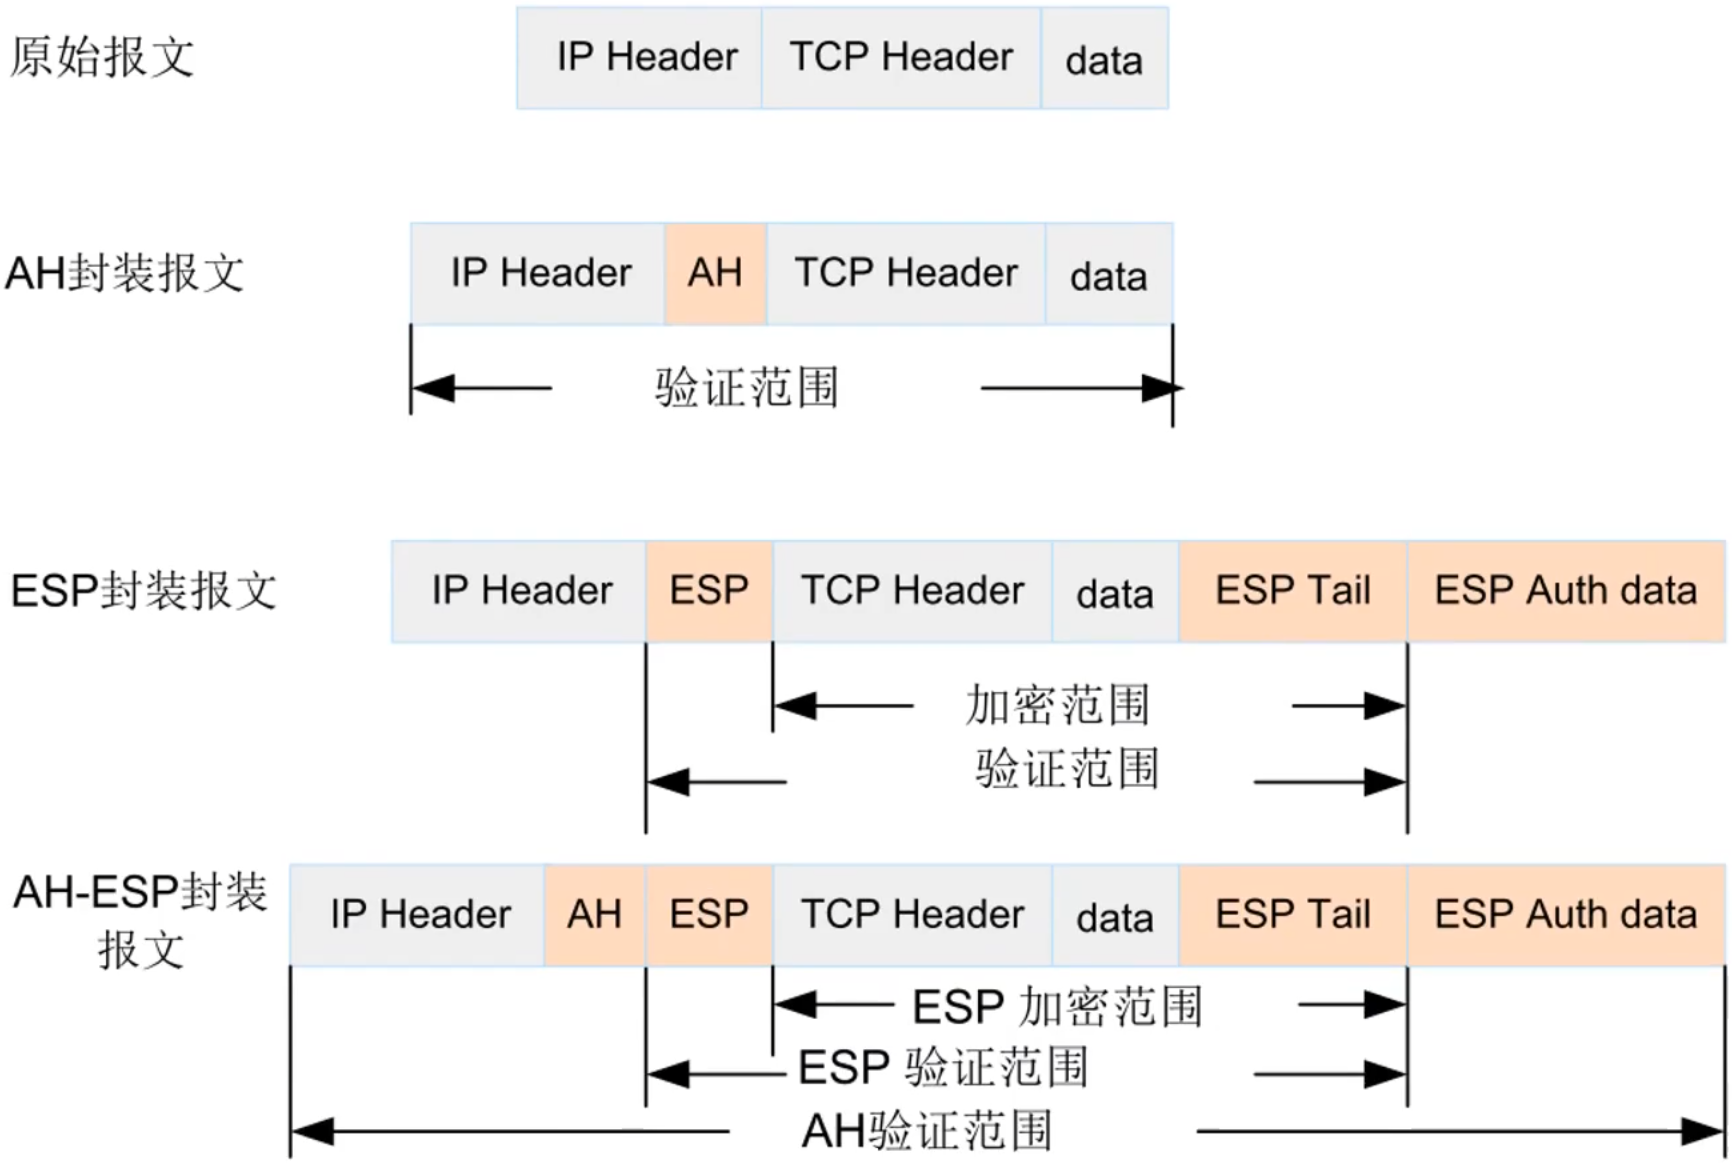 原始报文
IP Header TCP Header data
AH封装报文
IP Header AH TCP Header data
验证范围
ESP封装报文
IP Header ESP TCP Header data ESP Tail ESP Auth data
加密范围
验证范围
AH-ESP封装
报文
IP Header AH ESP TCP Header data ESP Tail ESP Auth data
ESP 加密范围
ESP 验证范围
AH验证范围